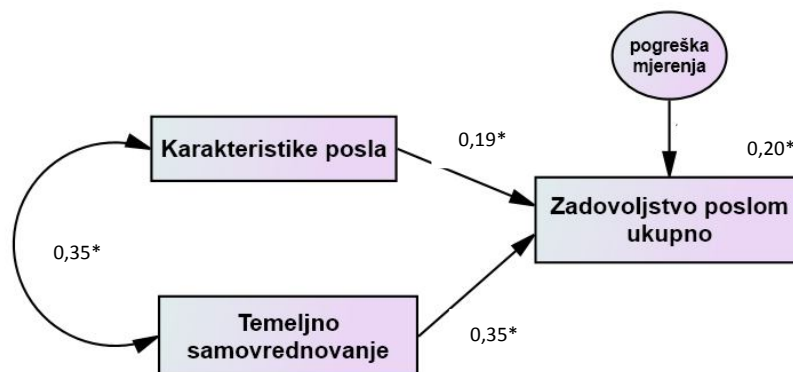 pogreška
mjerenja
0,20*
Karakteristike posla
0,19*
Zadovoljstvo poslom
ukupno
0,35*
Temeljno
samovrednovanje
0,35*